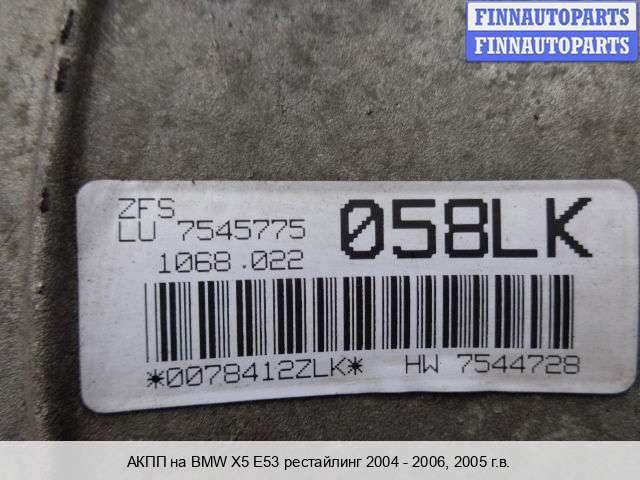 FINNAUTOPARTS
FINNAUTOPARTS
ZFS
LU 7545775
058LK
1068.022
*0078412ZLK*
HW 7544728
АКПП на BMW X5 E53 рестайлинг 2004 - 2006, 2005 г.в.